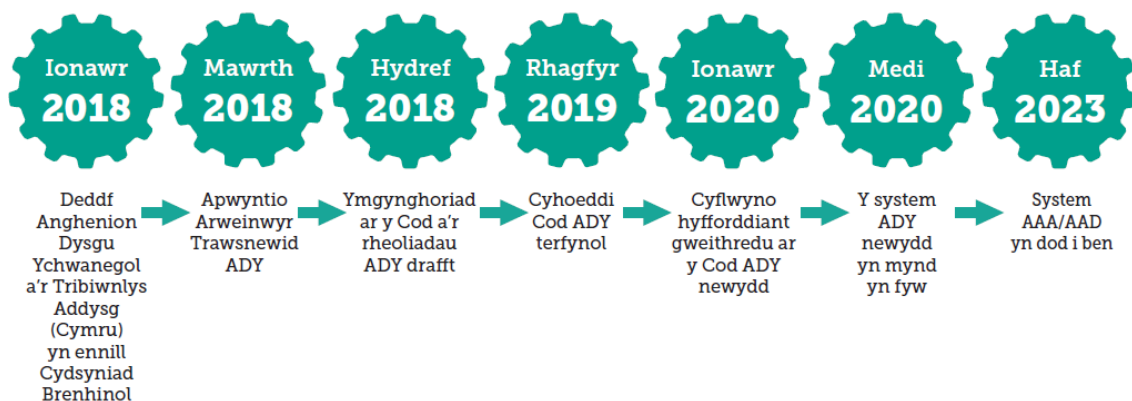 Ionawr
2018
Mawrth
2018
Hydref
2018
Rhagfyr
2019
Ionawr
2020
Medi
2020
Haf
2023
Deddf
Anghenion
Dysgu
Ychwanegol
a'r Tribiwnlys
Addysg
(Cymru)
yn ennill
Cydsyniad
Brenhinol
Apwyntio
Arweinwyr
Trawsnewid
ADY
Ymgynghoriad
ar y Cod a'r
rheoliadau
ADY drafft
Cyhoeddi
Cod ADY
terfynol
Cyflwyno
hyfforddiant
gweithredu ar
y Cod ADY
newydd
Y system
ADY
newydd
yn mynd
yn fyw
System
AAA/AAD
yn dod i ben